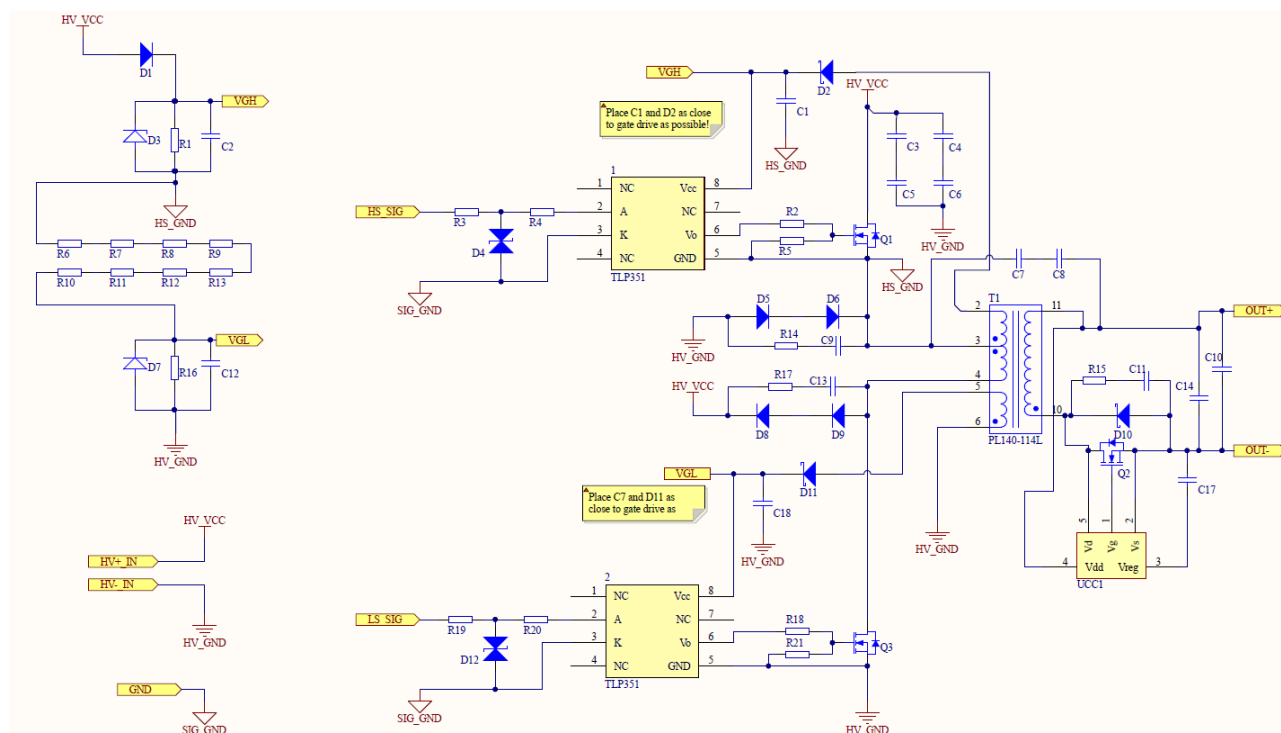 HV_VCC
D1
VGH
D3
R1
C2
HS_GND
R6
R7
R8
R9
R10
R11
R12
R13
VGL
D7
R16
C12
HV_GND
HV_VCC
HV+_IN
HV-_IN
HV_GND
GND
SIG_GND
VGH
D2
C1
HV_VCC
Place C1 and D2 as close
to gate drive as possible!
HS_GND
C3
C4
C5
C6
HV_GND
1
1 NC Vcc 8
2 A NC 7
3 K Vo 6
4 NC GND 5
TLP351
HS_SIG
R3
R4
D4
SIG_GND
R2
R5
Q1
HS_GND
C7
C8
D5
D6
R14
C9
HV_GND
HV_VCC
R17
C13
D8
D9
T1
2
11
3
4
5
10
6
PL140-114L
OUT+
C10
R15
C11
C14
D10
OUT-
Q2
C17
5
1
2
Vd
Vg
Vs
4 Vdd Vreg 3
UCC1
VGL
D11
Place C7 and D11 as
close to gate drive as
C18
HV_GND
HV_GND
2
1 NC Vcc 8
2 A NC 7
3 K Vo 6
4 NC GND 5
TLP351
LS_SIG
R19
R20
D12
SIG_GND
R18
R21
Q3
HV_GND